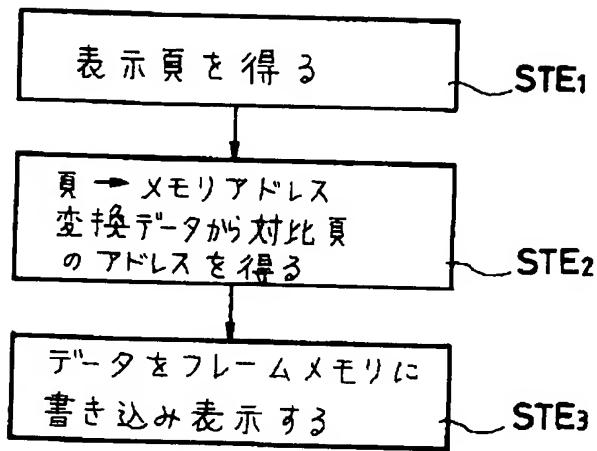 表示頁を得る
STE1
頁→メモリアドレス
変換データから対比頁
のアドレスを得る
STE2
データをフレームメモリに
書き込み表示する
STE3